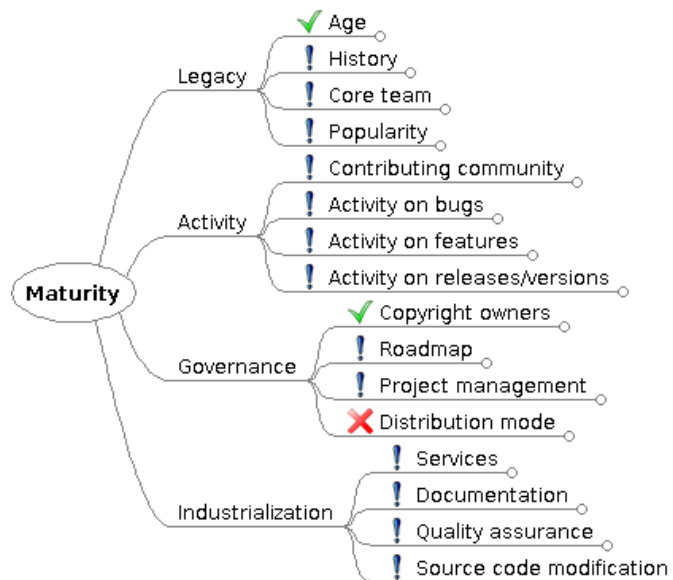 Maturity
Legacy
Age
History
Core team
Popularity
Activity
Contributing community
Activity on bugs
Activity on features
Activity on releases/versions
Governance
Copyright owners
Roadmap
Project management
Distribution mode
Industrialization
Services
Documentation
Quality assurance
Source code modification